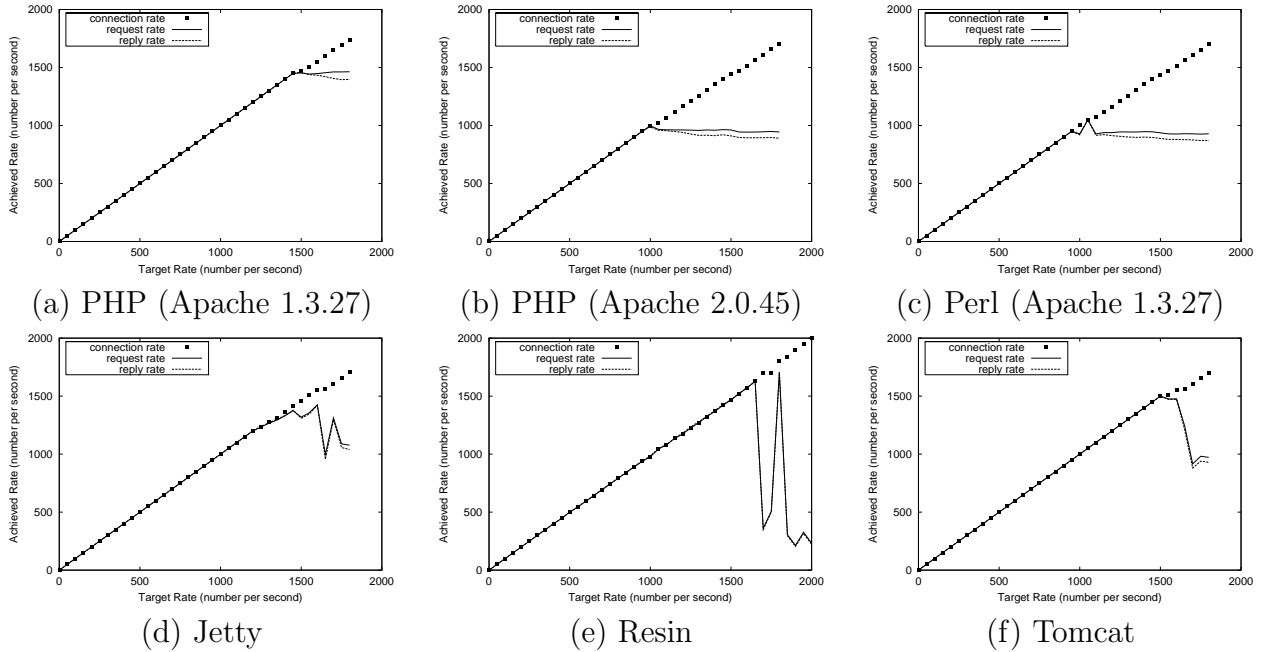 2000
1500
1000
500
0
0 500 1000 1500 2000
Achieved Rate (number per second)
Target Rate (number per second)
connection rate
request rate
reply rate
(a) PHP (Apache 1.3.27)
2000
1500
1000
500
0
0 500 1000 1500 2000
Achieved Rate (number per second)
Target Rate (number per second)
connection rate
request rate
reply rate
(b) PHP (Apache 2.0.45)
2000
1500
1000
500
0
0 500 1000 1500 2000
Achieved Rate (number per second)
Target Rate (number per second)
connection rate
request rate
reply rate
(c) Perl (Apache 1.3.27)
2000
1500
1000
500
0
0 500 1000 1500 2000
Achieved Rate (number per second)
Target Rate (number per second)
connection rate
request rate
reply rate
(d) Jetty
2000
1500
1000
500
0
0 500 1000 1500 2000
Achieved Rate (number per second)
Target Rate (number per second)
connection rate
request rate
reply rate
(e) Resin
2000
1500
1000
500
0
0 500 1000 1500 2000
Achieved Rate (number per second)
Target Rate (number per second)
connection rate
request rate
reply rate
(f) Tomcat